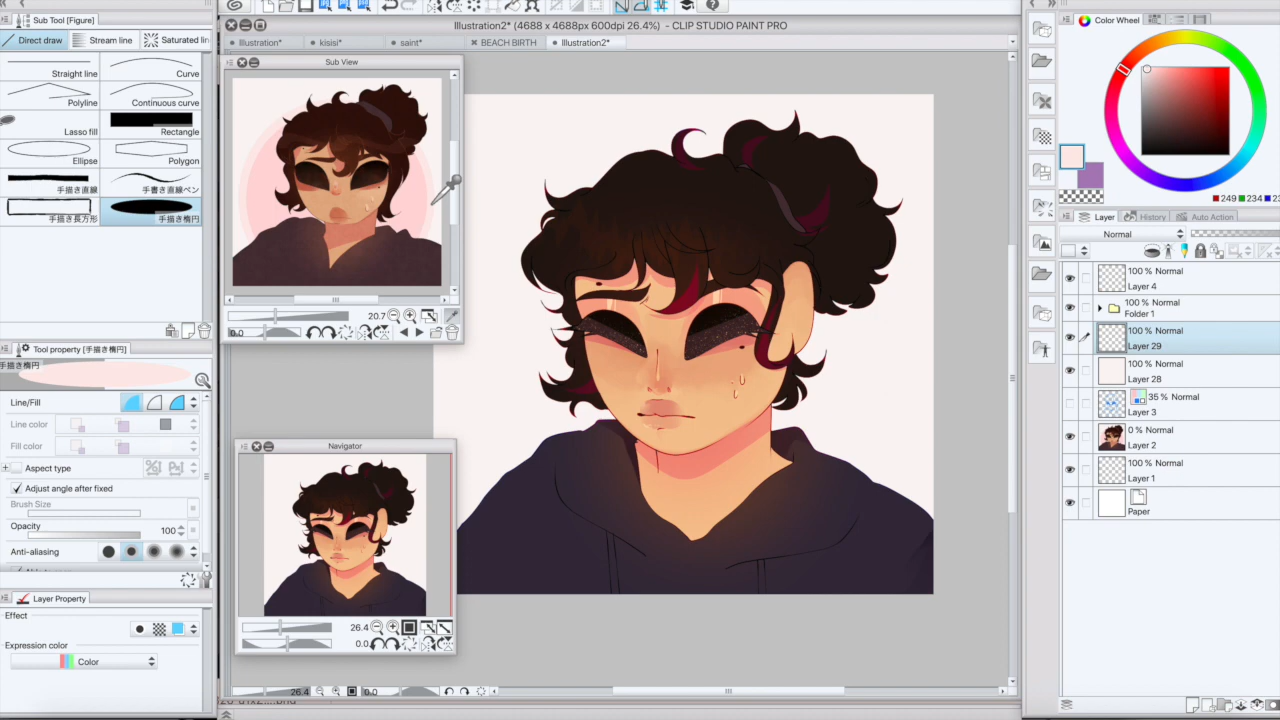 Sub Tool [Figure]
Direct draw
Stream line
Saturated lin
Straight line
Curve
Polyline
Continuous curve
Lasso fill
Rectangle
Ellipse
Polygon
手描き直線
手書き直線ペン
手描き長方形
手描き楕円
Tool property [手描き楕円]
手描き楕円
Line/Fill
Line color
Fill color
Aspect type
Adjust angle after fixed
Brush Size
Opacity
100
Anti-aliasing
Layer Property
Effect
Expression color
Color
Illustration2* (4688 x 4688px 600dpi 26.4%) - CLIP STUDIO PAINT PRO
Illustration*
kisisi*
saint*
BEACH BIRTH
Illustration2*
Sub View
20.7
0.0
Navigator
26.4
0.0
26.4
0.0
Color Wheel
249
234
Layer
History
Auto Action
Normal
100 % Normal
Layer 4
100 % Normal
Folder 1
100 % Normal
Layer 29
100 % Normal
Layer 28
35 % Normal
Layer 3
0 % Normal
Layer 2
100 % Normal
Layer 1
Paper